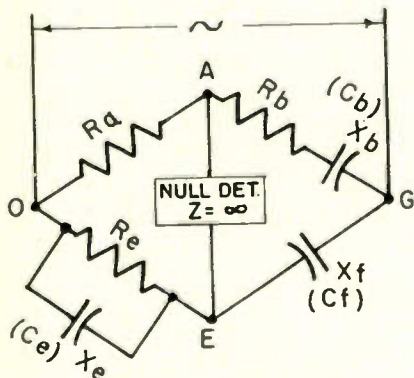 ~
A
Ra
Rb
(Cb)
Xb
O
NULL DET.
Z = ∞
G
Re
Xf
(Cf)
(Ce) Xe
E